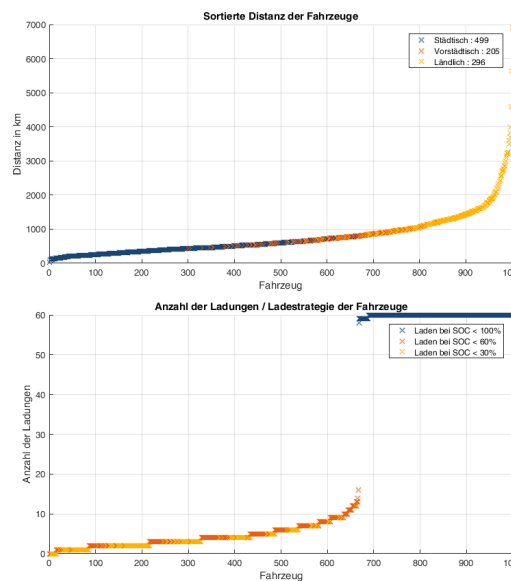 Sortierte Distanz der Fahrzeuge
7000
6000
5000
4000
3000
2000
1000
0
Distanz in km
Städtisch : 499
Vorstädtisch : 205
Ländlich : 296
0 100 200 300 400 500 600 700 800 900
Fahrzeug
Anzahl der Ladungen / Ladestrategie der Fahrzeuge
60
50
40
30
20
10
0
Anzahl der Ladungen
Laden bei SOC < 100%
Laden bei SOC < 60%
Laden bei SOC < 30%
0 100 200 300 400 500 600 700 800 900
Fahrzeug